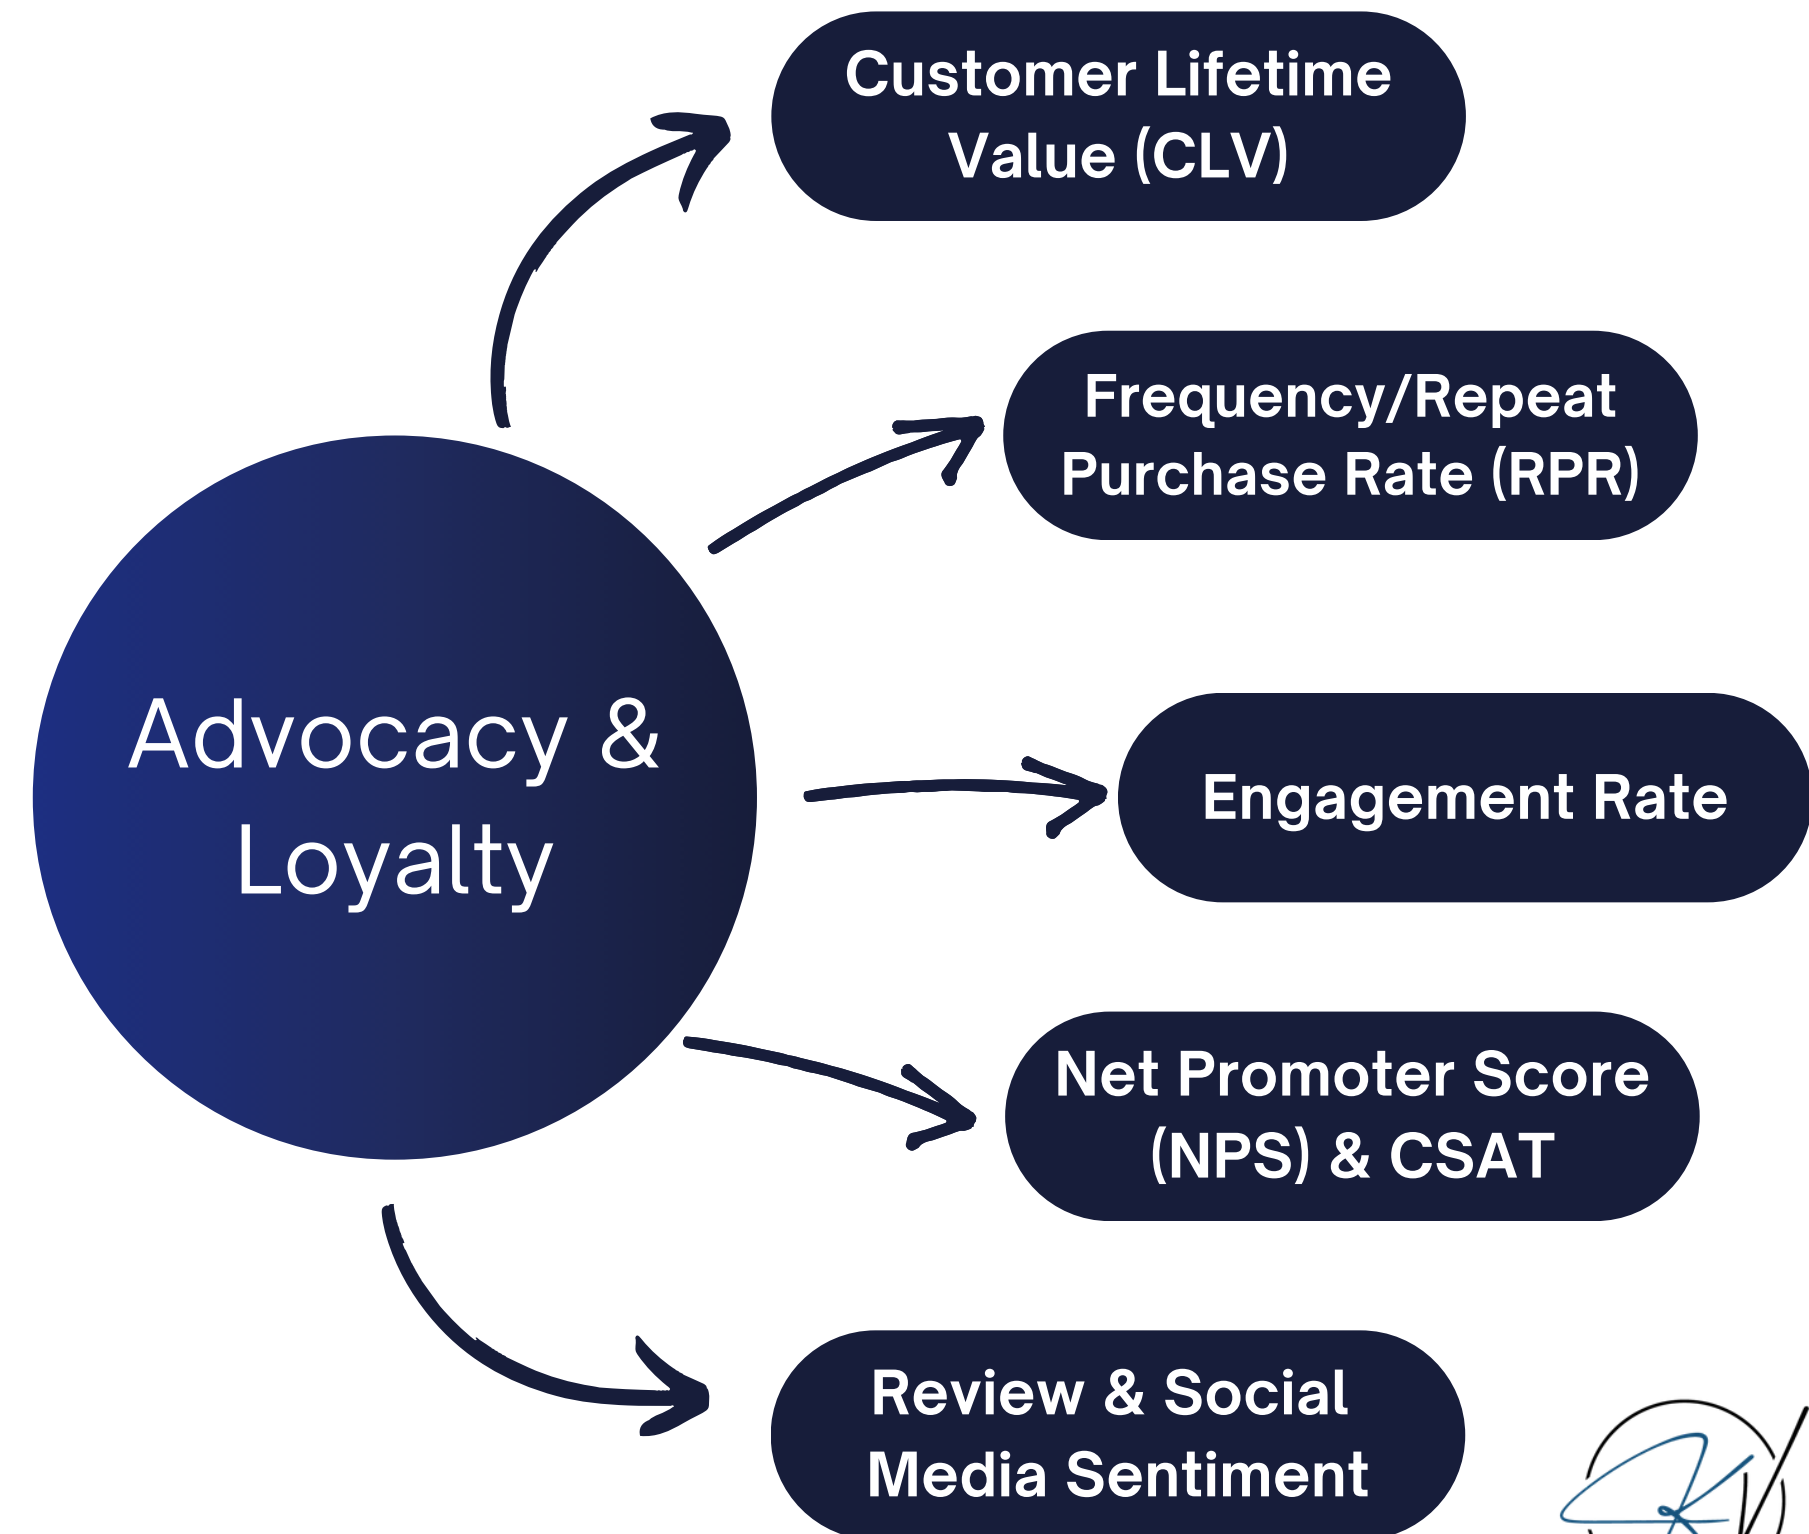 Customer Lifetime
Value (CLV)
Frequency/Repeat
Purchase Rate (RPR)
Advocacy &
Loyalty
Engagement Rate
Net Promoter Score
(NPS) & CSAT
Review & Social
Media Sentiment